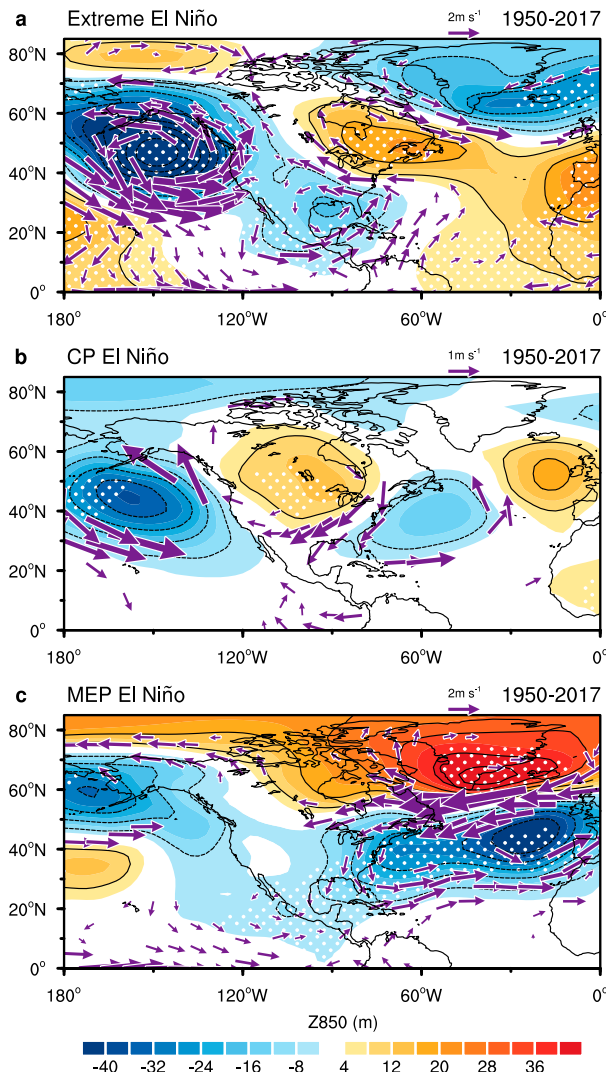 a Extreme El Niño 2m s⁻¹ 1950-2017
80°N
60°N
40°N
20°N
0°
180° 120°W 60°W 0°
b CP El Niño 1m s⁻¹ 1950-2017
80°N
60°N
40°N
20°N
0°
180° 120°W 60°W 0°
c MEP El Niño 2m s⁻¹ 1950-2017
80°N
60°N
40°N
20°N
0°
180° 120°W 60°W 0°
Z850 (m)
-40 -32 -24 -16 -8 4 12 20 28 36